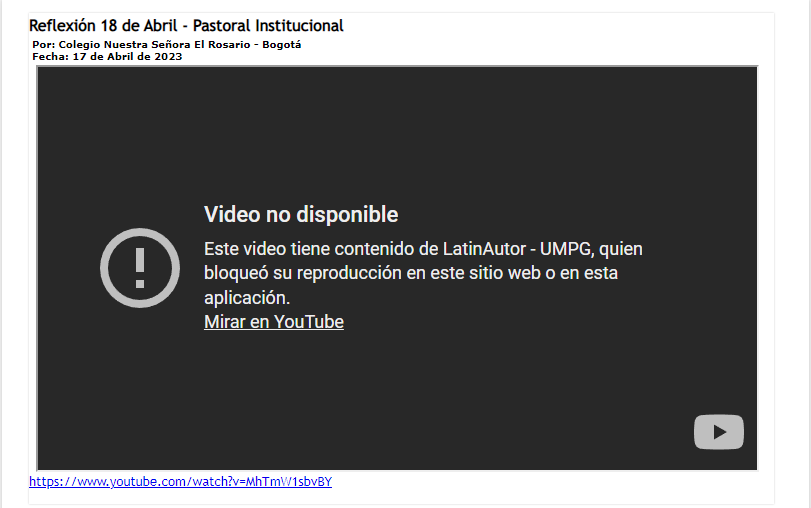 Reflexión 18 de Abril - Pastoral Institucional
Por: Colegio Nuestra Señora El Rosario - Bogotá
Fecha: 17 de Abril de 2023
Video no disponible
Este video tiene contenido de LatinAutor - UMPG, quien
bloqueó su reproducción en este sitio web o en esta
aplicación.
Mirar en YouTube
https://www.youtube.com/watch?v=MhTmW1sbvBY